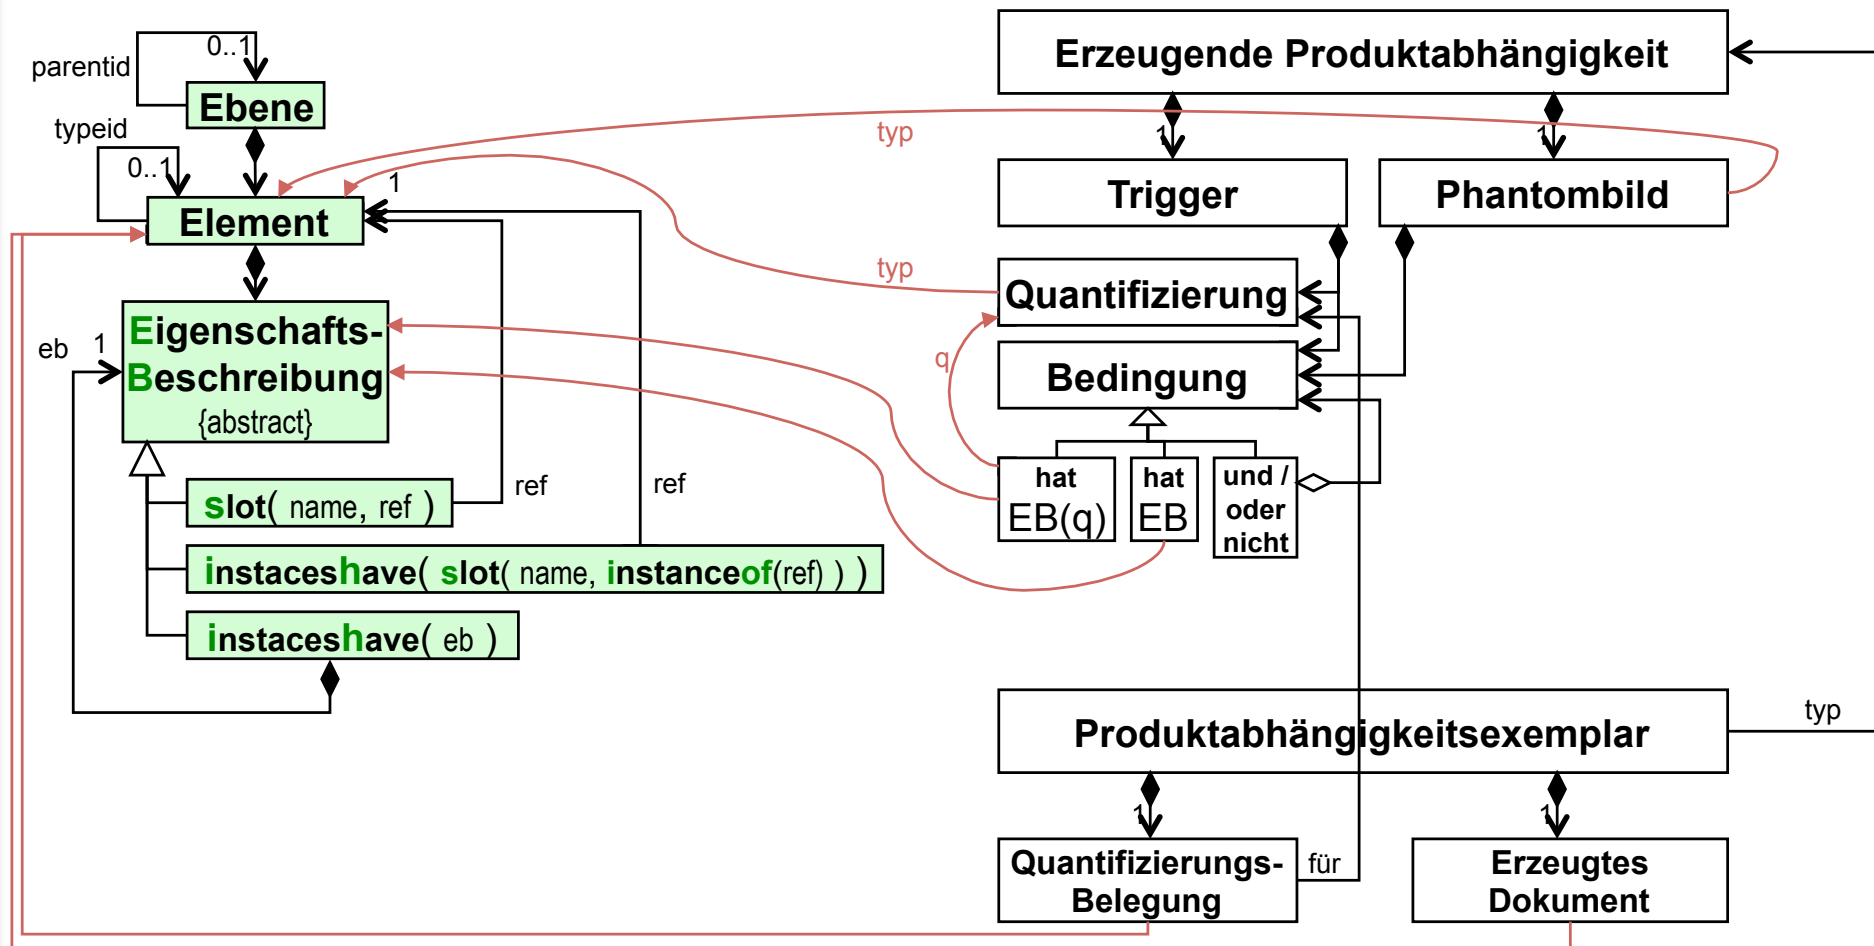 parentid
0..1
Ebene
typeid
0..1
1
Element
Eigenschafts-
Beschreibung
{abstract}
eb
1
slot( name, ref )
ref
ref
instaceshave( slot( name, instanceof(ref) ) )
instaceshave( eb )
Erzeugende Produktabhängigkeit
typ
1
1
Trigger
Phantombild
typ
Quantifizierung
q
Bedingung
hat
EB(q)
hat
EB
und /
oder
nicht
Produktabhängigkeitsexemplar
typ
1
1
Quantifizierungs-
Belegung
für
Erzeugtes
Dokument